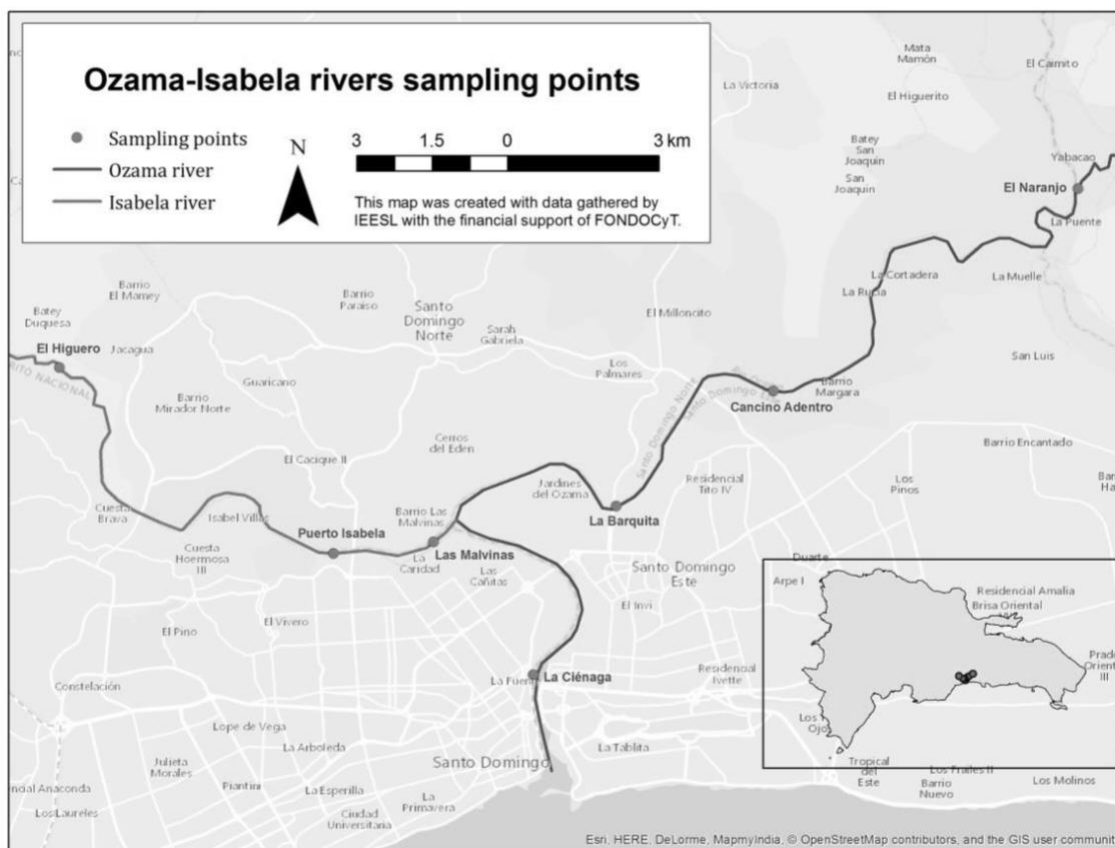 Ozama-Isabela rivers sampling points
Sampling points
Ozama river
Isabela river
N
3 1.5 0 3 km
This map was created with data gathered by
IEESL with the financial support of FONDOCyT.
Mata
Mamón
El Caimito
La Victoria
El Higuerito
Batey
San
Joaquin
San
Joaquín
Yabacao
El Naranjo
La Puente
La Cortadera
La Muelle
La Rucia
Barrio
El Mamey
Barrio
Paraiso
Santo
Domingo
Norte
Sarah
Gabriela
El Milloncito
Batey
Duquesa
El Higuero
Jacagua
San Luis
Los
Palmares
Guaricano
Barrio
Mirador Norte
Santo Domingo Norte
Barrio
Margara
Cancino Adentro
Cerros
del Eden
Barrio Encantado
El Cacique II
Jardines
del Ozama
Residencial
Tito IV
Los
Pinos
Cuesta
Brava
Isabel Villas
Barrio Las
Malvinas
La Barquita
Puerto Isabela
Las Malvinas
Cuesta
Hoermosa
III
La
Caridad
Las
Cañitas
Santo Domingo
Este
Duarte
Arpe I
Residencial Amalia
Brisa Oriental
El Invi
El Vivero
El Pino
La Ciénaga
Residencial
Ivette
Constelación
Lope de Vega
La Arboleda
Santo Domingo
La Tablita
Julieta
Morales
Piantini
La Esperilla
La
Primavera
Ciudad
Universitaria
Los Laureles
Tropical
del
Este
Los Frailes II
Barrio
Nuevo
Los Molinos
Esri, HERE, DeLorme, MapmyIndia, © OpenStreetMap contributors, and the GIS user communit